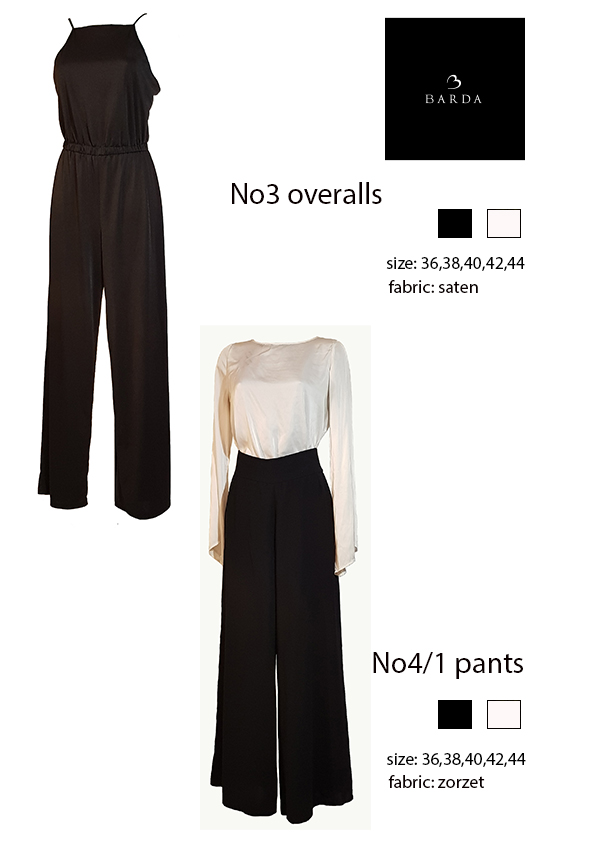 BARDA
No3 overalls
size: 36,38,40,42,44
fabric: saten
No4/1 pants
size: 36,38,40,42,44
fabric: zorzet